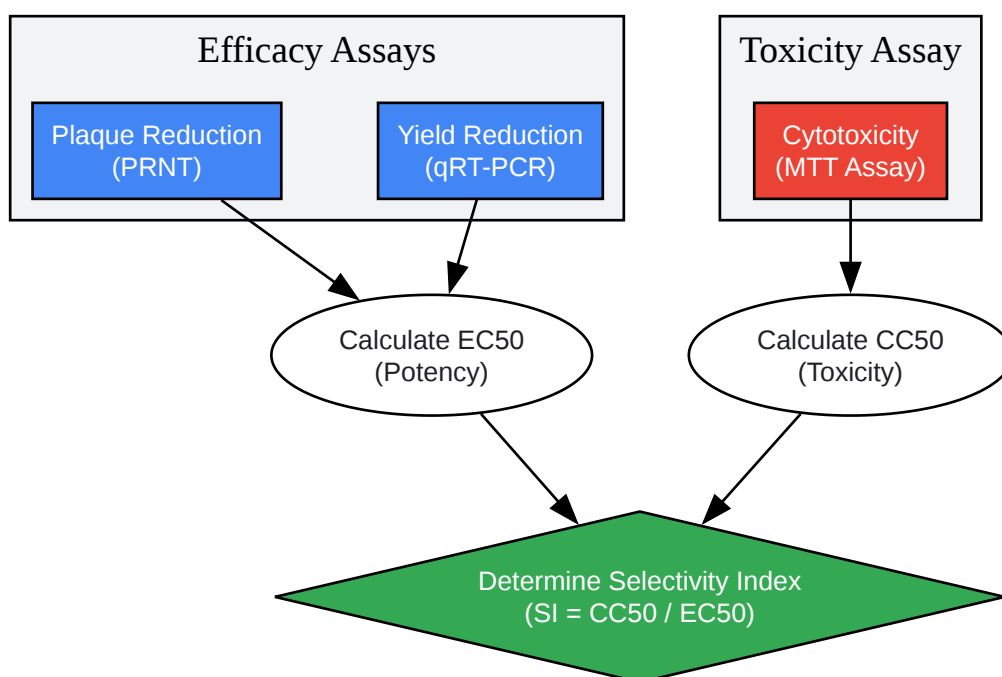 Efficacy Assays
Toxicity Assay
Plaque Reduction
(PRNT)
Yield Reduction
(qRT-PCR)
Cytotoxicity
(MTT Assay)
Calculate EC50
(Potency)
Calculate CC50
(Toxicity)
Determine Selectivity Index
(SI = CC50 / EC50)